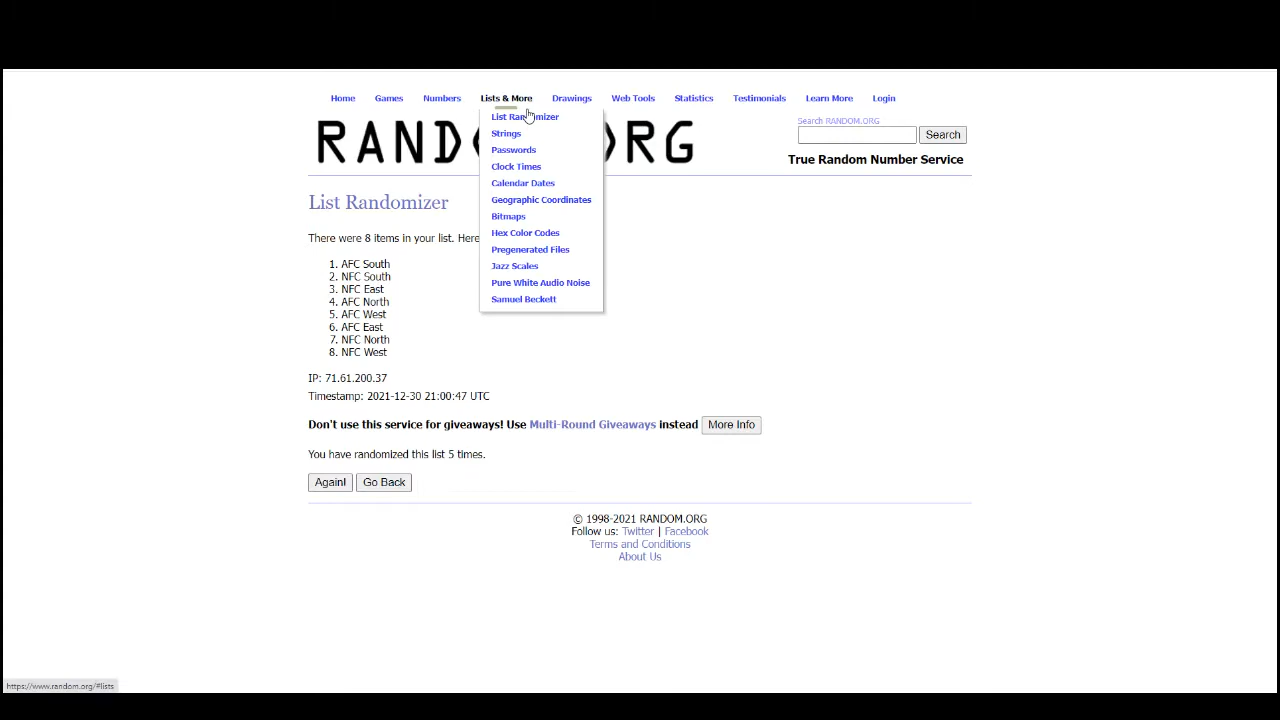 Home Games Numbers Lists & More Drawings Web Tools Statistics Testimonials Learn More Login
List Randomizer
Strings
Passwords
Clock Times
Calendar Dates
Geographic Coordinates
Bitmaps
Hex Color Codes
Pregenerated Files
Jazz Scales
Pure White Audio Noise
Samuel Beckett
Search RANDOM.ORG
Search
True Random Number Service
List Randomizer
There were 8 items in your list. Here
1. AFC South
2. NFC South
3. NFC East
4. AFC North
5. AFC West
6. AFC East
7. NFC North
8. NFC West
IP: 71.61.200.37
Timestamp: 2021-12-30 21:00:47 UTC
Don't use this service for giveaways! Use Multi-Round Giveaways instead More Info
You have randomized this list 5 times.
Again! Go Back
© 1998-2021 RANDOM.ORG
Follow us: Twitter | Facebook
Terms and Conditions
About Us
https://www.random.org/#lists